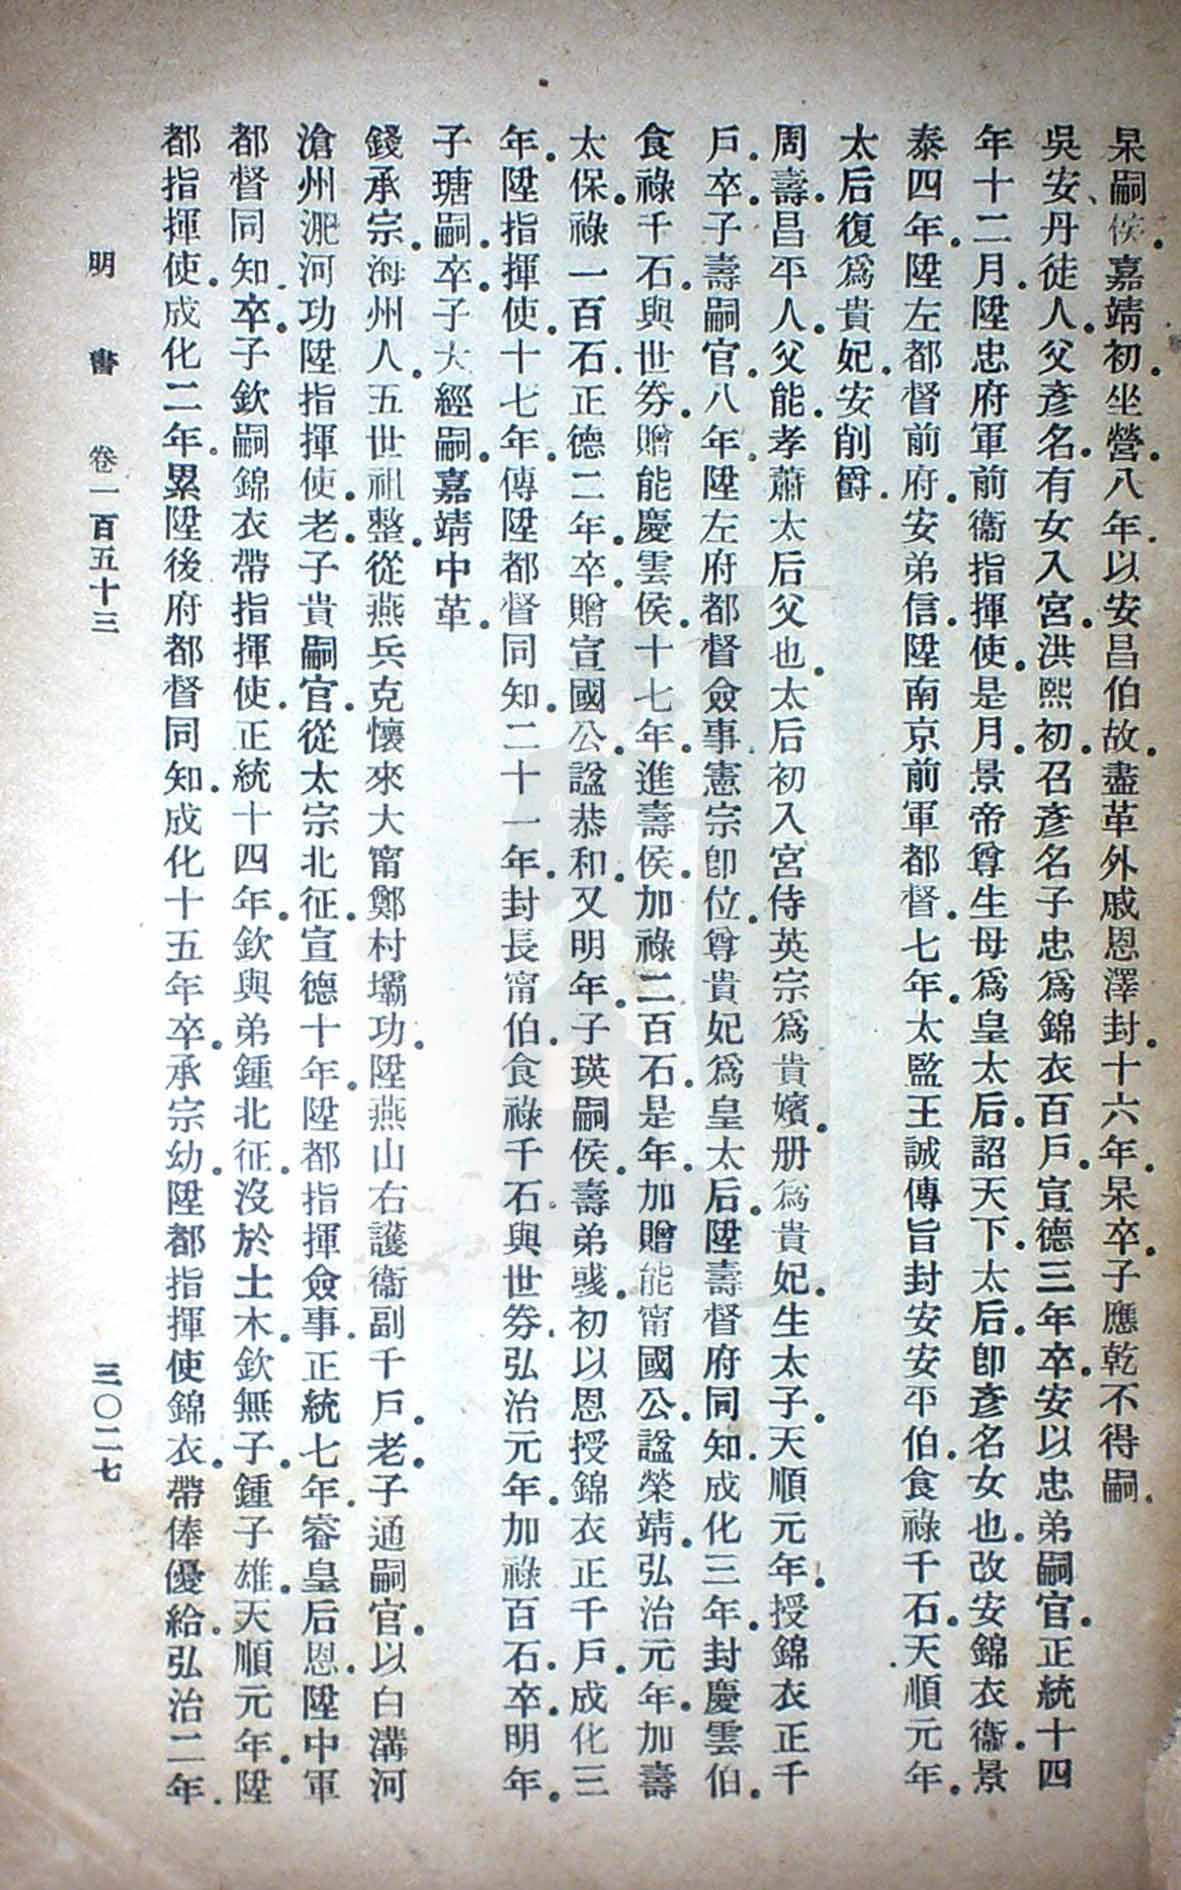 杲嗣侯。嘉靖初。坐營。八年。以安昌伯故。盡革外戚恩澤封。十六年。杲卒。子應乾不得嗣。
吳安、丹徒人。父彥名。有女入宮。洪熙初。召彥名子忠爲錦衣百戶。宣德三年卒。安以忠弟嗣官。正統十四
年十二月。陞忠府軍前衞指揮使。是月。景帝尊生母爲皇太后。詔天下。太后。卽彥名女也。改安錦衣衞。景
泰四年。陞左都督前府。安弟信。陞南京前軍都督。七年。太監王誠傳旨封安安平伯。食祿千石。天順元年。
太后復爲貴妃。安削爵。
周壽。昌平人。父能。孝肅太后父也。太后初入宮侍英宗爲貴嬪。册爲貴妃。生太子。天順元年。授錦衣正千
戶。卒。子壽嗣官。八年。陞左府都督僉事。憲宗卽位。尊貴妃爲皇太后。陞壽督府同知。成化三年。封慶雲伯。
食祿千石。與世券。贈能慶雲侯。十七年。進壽侯。加祿二百石。是年。加贈能甯國公。諡榮靖。弘治元年。加壽
太保。祿一百石。正德二年。卒。贈宣國公。諡恭和。又明年。子瑛嗣侯。壽弟彧。初以恩授錦衣正千戶。成化三
年。陞指揮使。十七年。傳陞都督同知。二十一年。封長甯伯。食祿千石。與世券。弘治元年。加祿百石。卒。明年。
子瑭嗣。卒。子大經嗣。嘉靖中革。
錢承宗。海州人。五世祖整。從燕兵克懷來大甯鄭村壩功。陞燕山右護衞副千戶。老。子通嗣官。以白溝河
滄州淝河功陞指揮使。老。子貴嗣官。從太宗北征。宣德十年。陞都指揮僉事。正統七年。睿皇后恩。陞中軍
都督同知。卒。子欽嗣錦衣帶指揮使。正統十四年。欽與弟鍾北征。沒於土木。欽無子。鍾子雄。天順元年。陞
都指揮使。成化二年。累陞後府都督同知。成化十五年卒。承宗幼。陞都指揮使錦衣。帶俸優給。弘治二年。
明書 卷一百五十三 三〇二七